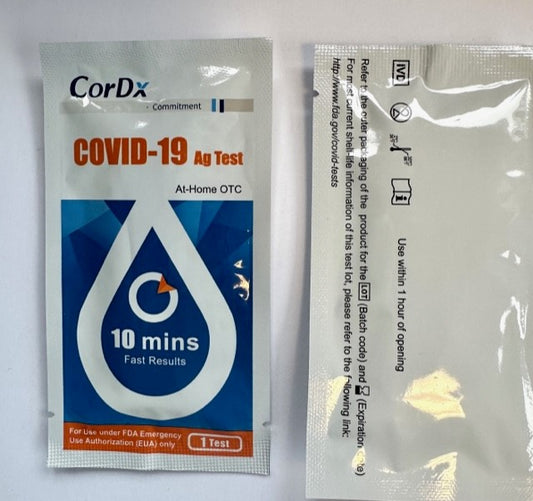 CorDx
· Commitment
COVID-19 Ag Test
At-Home OTC
10 mins
Fast Results
For Use under FDA Emergency
Use Authorization (EUA) only
1 Test
IVD
Use within 1 hour of opening
Refer to the outer packaging of the product for the LOT (Batch code) and (Expiration
For most current shelf-life information of this test lot, please refer to the following link:
http://www.fda.gov/covid-tests